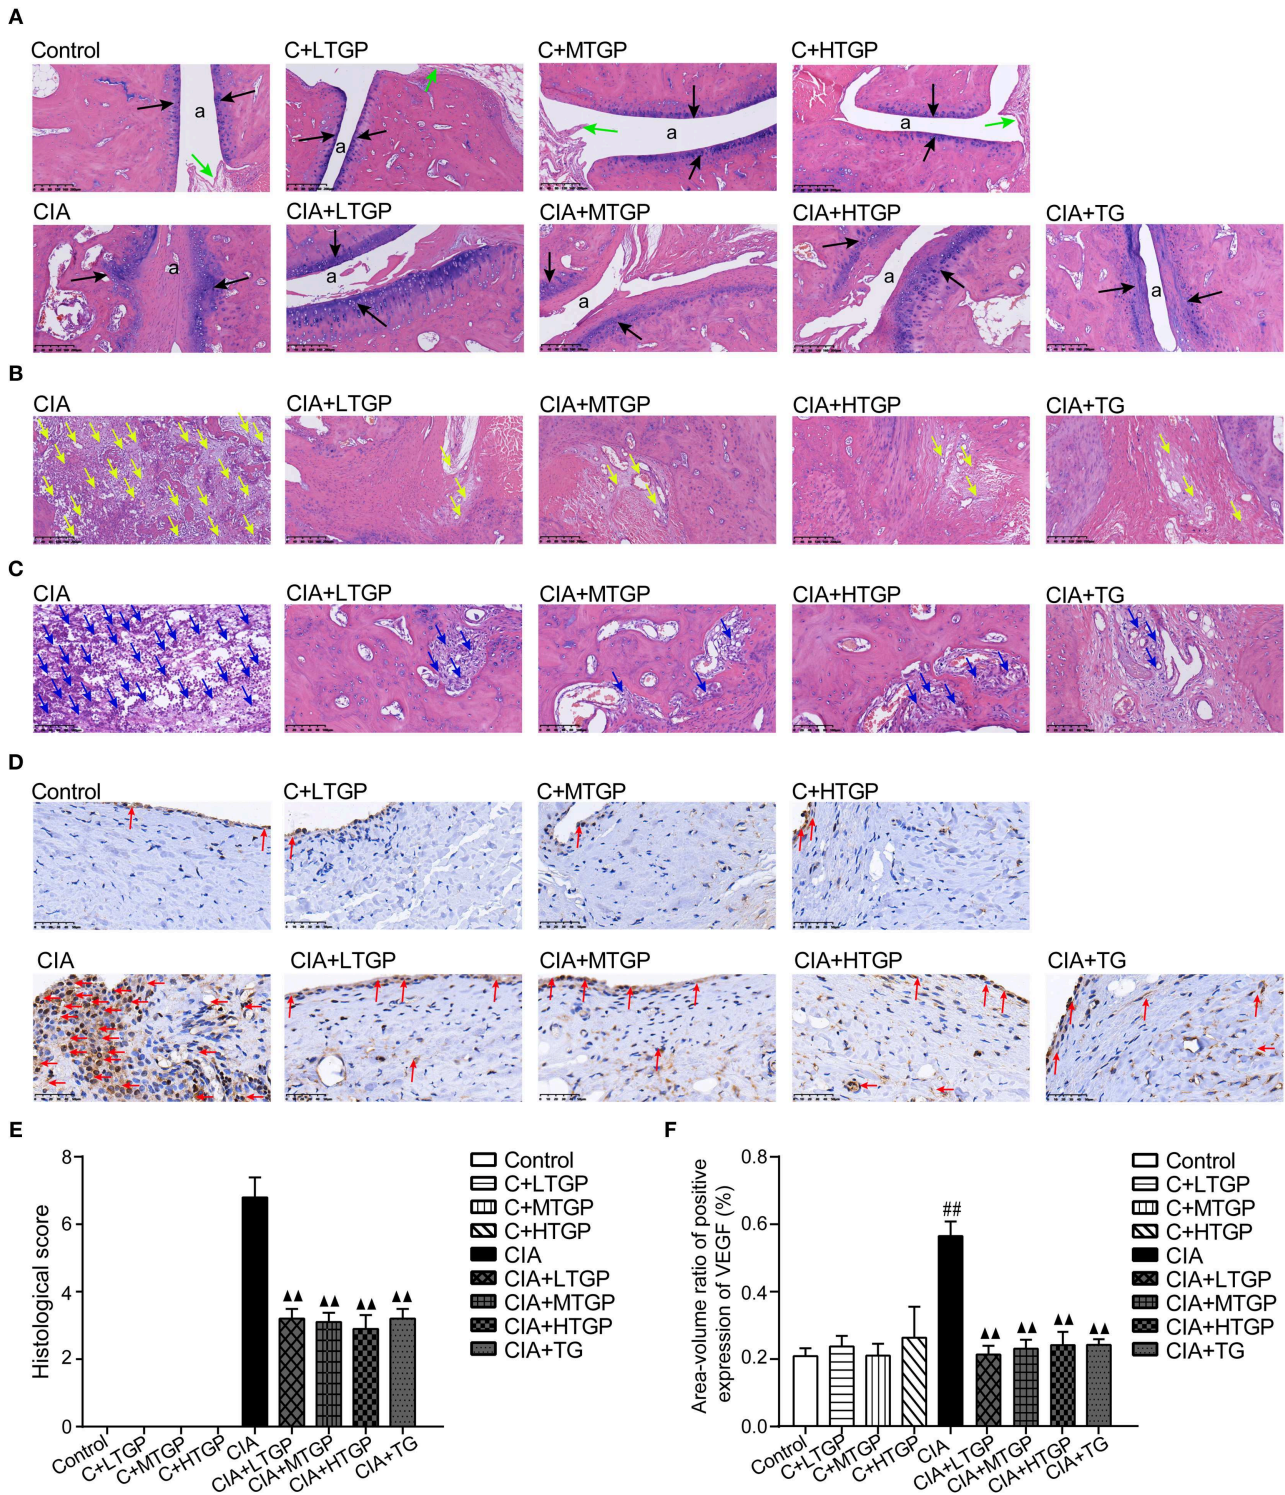 A
Control
C+LTGP
C+MTGP
C+HTGP
a
a
a
a
CIA
CIA+LTGP
CIA+MTGP
CIA+HTGP
CIA+TG
a
a
a
a
a
B
CIA
CIA+LTGP
CIA+MTGP
CIA+HTGP
CIA+TG
C
CIA
CIA+LTGP
CIA+MTGP
CIA+HTGP
CIA+TG
D
Control
C+LTGP
C+MTGP
C+HTGP
CIA
CIA+LTGP
CIA+MTGP
CIA+HTGP
CIA+TG
E
Histological score
8
6
4
2
0
▲▲
▲▲
▲▲
▲▲
Control
C+LTGP
C+MTGP
C+HTGP
CIA
CIA+LTGP
CIA+MTGP
CIA+HTGP
CIA+TG
Control
C+LTGP
C+MTGP
C+HTGP
CIA
CIA+LTGP
CIA+MTGP
CIA+HTGP
CIA+TG
F
Area-volume ratio of positive
expression of VEGF (%)
0.8
0.6
0.4
0.2
0.0
##
▲▲
▲▲
▲▲
▲▲
Control
C+LTGP
C+MTGP
C+HTGP
CIA
CIA+LTGP
CIA+MTGP
CIA+HTGP
CIA+TG
Control
C+LTGP
C+MTGP
C+HTGP
CIA
CIA+LTGP
CIA+MTGP
CIA+HTGP
CIA+TG